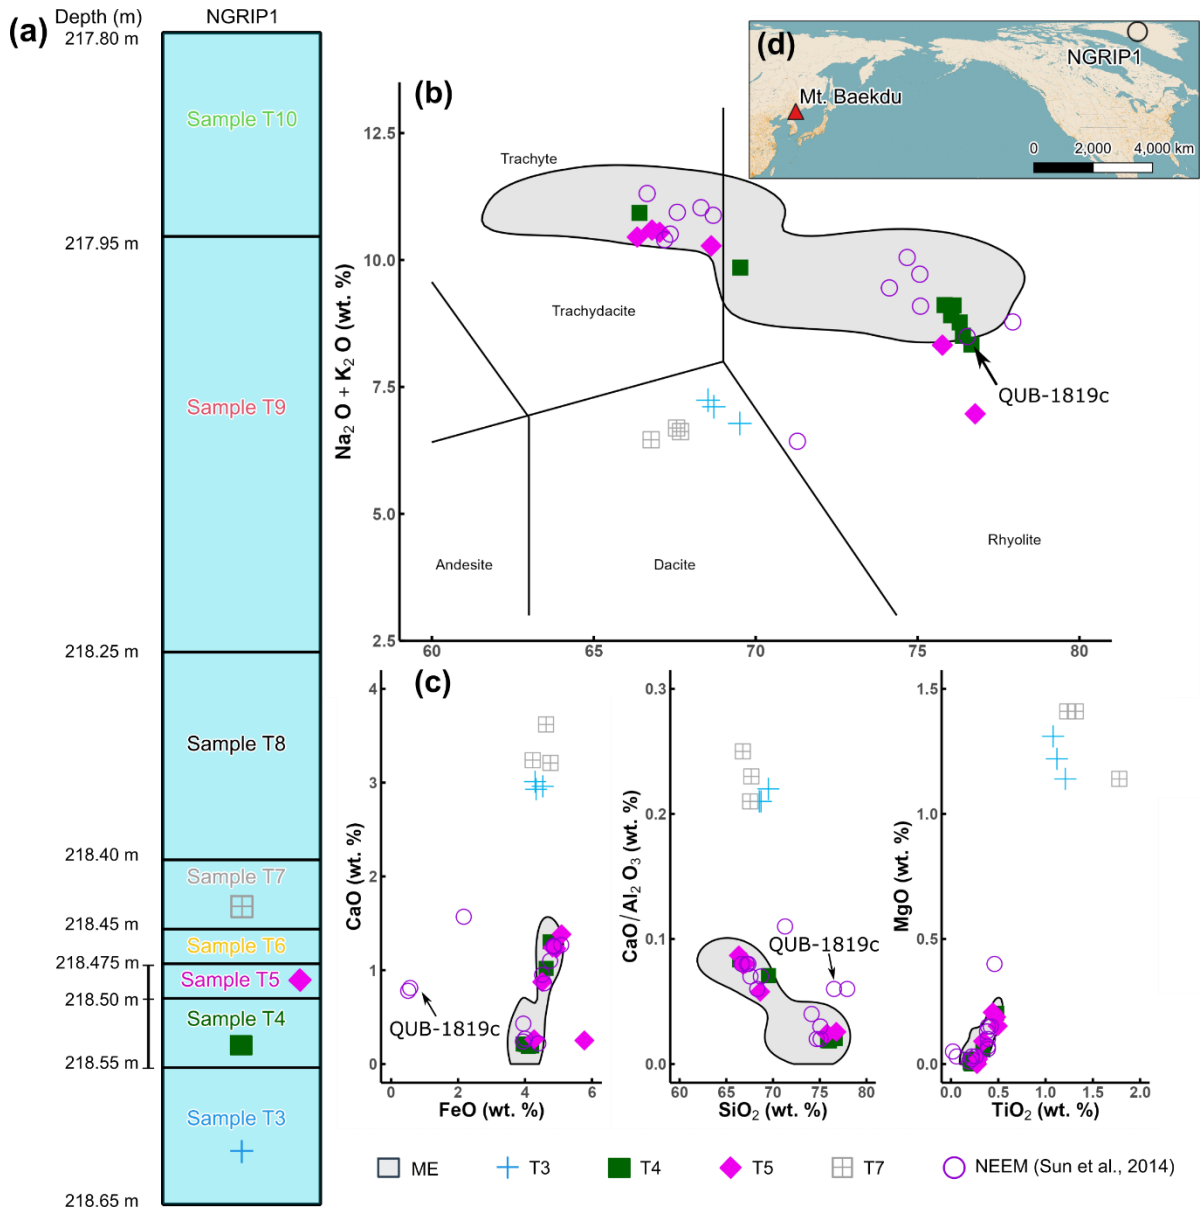 (a)
Depth (m)
NGRIP1
217.80 m
Sample T10
217.95 m
Sample T9
218.25 m
Sample T8
218.40 m
Sample T7
218.45 m
Sample T6
218.475 m
Sample T5
218.50 m
Sample T4
218.55 m
Sample T3
218.65 m
(b)
Na2 O + K2 O (wt. %)
12.5
10.0
7.5
5.0
2.5
60
65
70
75
80
Trachyte
Trachydacite
Andesite
Dacite
Rhyolite
QUB-1819c
(d)
NGRIP1
Mt. Baekdu
0 2,000 4,000 km
(c)
CaO (wt. %)
4
3
2
1
0
0 2 4 6
FeO (wt. %)
QUB-1819c
CaO/Al2 O3 (wt. %)
0.3
0.2
0.1
0.0
60 65 70 75 80
SiO2 (wt. %)
QUB-1819c
MgO (wt. %)
1.5
1.0
0.5
0.0
0.0 0.5 1.0 1.5 2.0
TiO2 (wt. %)
ME T3 T4 T5 T7 NEEM (Sun et al., 2014)